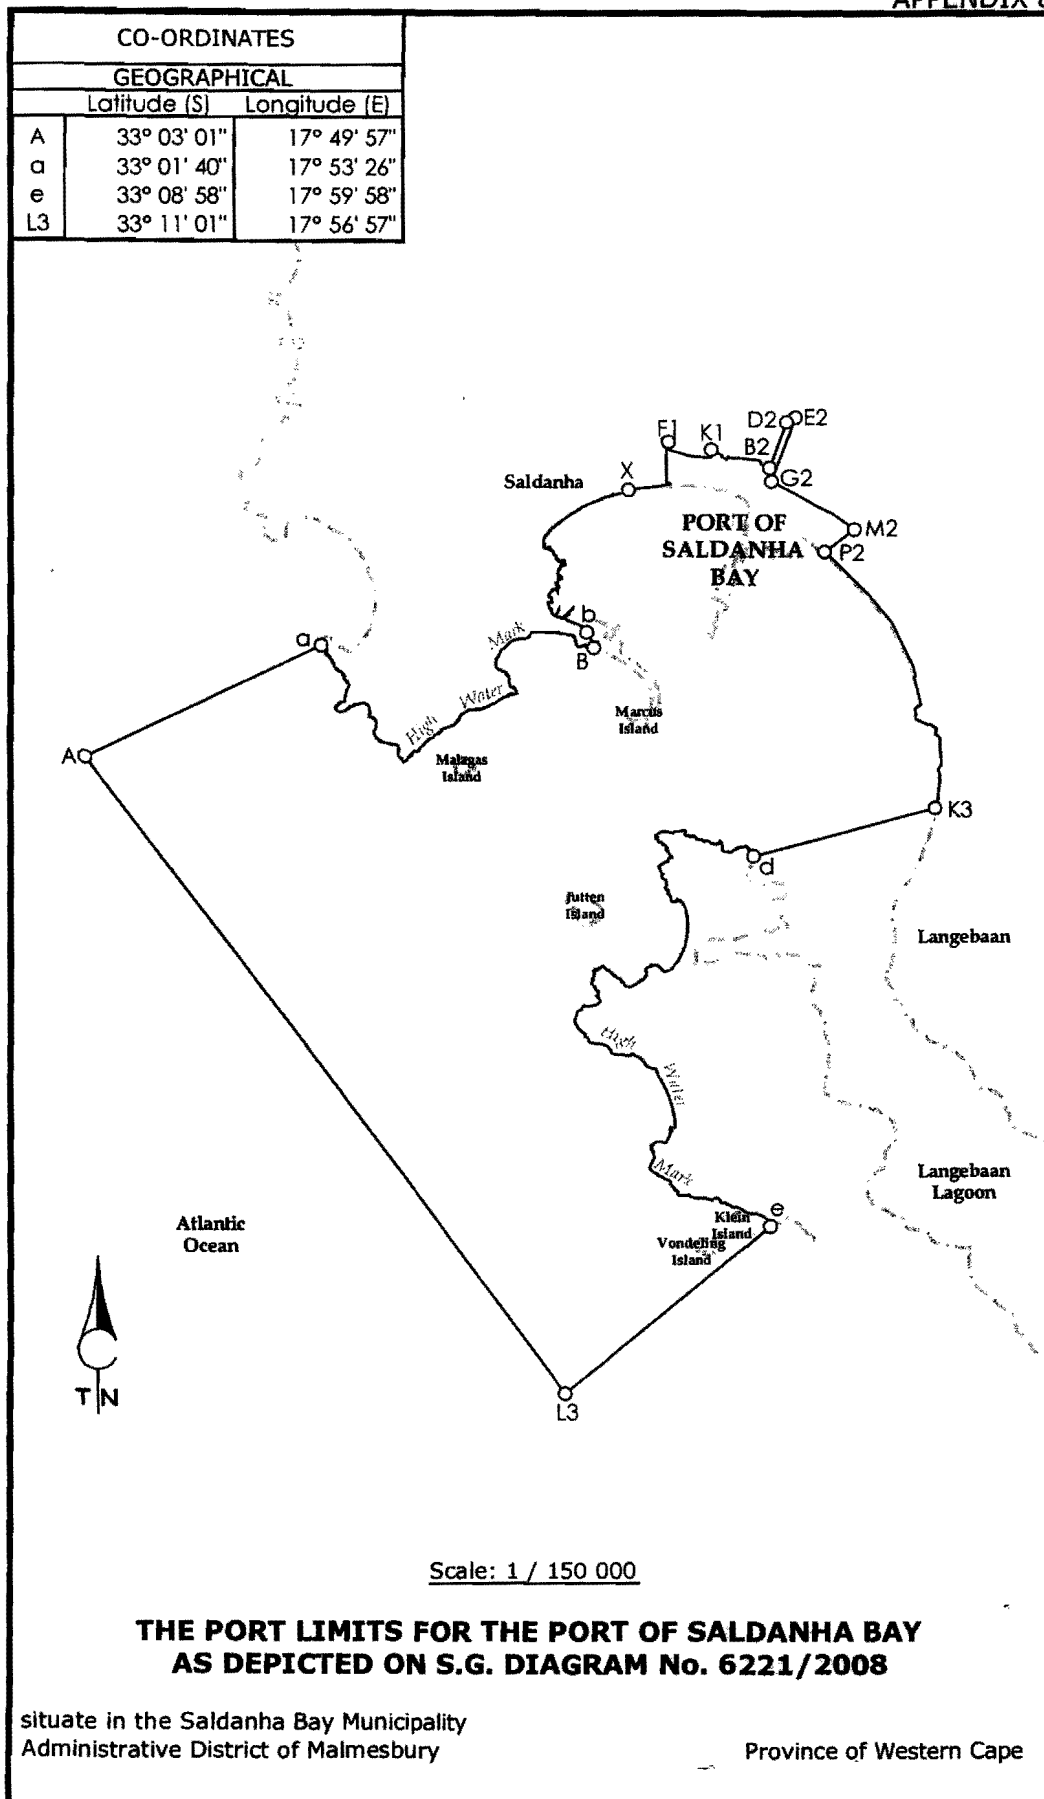 APPENDIX
CO-ORDINATES
GEOGRAPHICAL
Latitude (S) Longitude (E)
A 33° 03' 01" 17° 49' 57"
a 33° 01' 40" 17° 53' 26"
e 33° 08' 58" 17° 59' 58"
L3 33° 11' 01" 17° 56' 57"
D2 E2
F1 K1 B2
X G2
Saldanha
PORT OF
SALDANHA
BAY
M2
P2
b
a
B
Mark
Water
High
Marcus
Island
A
Malagas
Island
K3
d
Jutten
Island
Langebaan
High
Water
Mark
Langebaan
Lagoon
e
Klein
Island
Vondeling
Island
Atlantic
Ocean
T N
L3
Scale: 1 / 150 000
THE PORT LIMITS FOR THE PORT OF SALDANHA BAY
AS DEPICTED ON S.G. DIAGRAM No. 6221/2008
situate in the Saldanha Bay Municipality
Administrative District of Malmesbury
Province of Western Cape